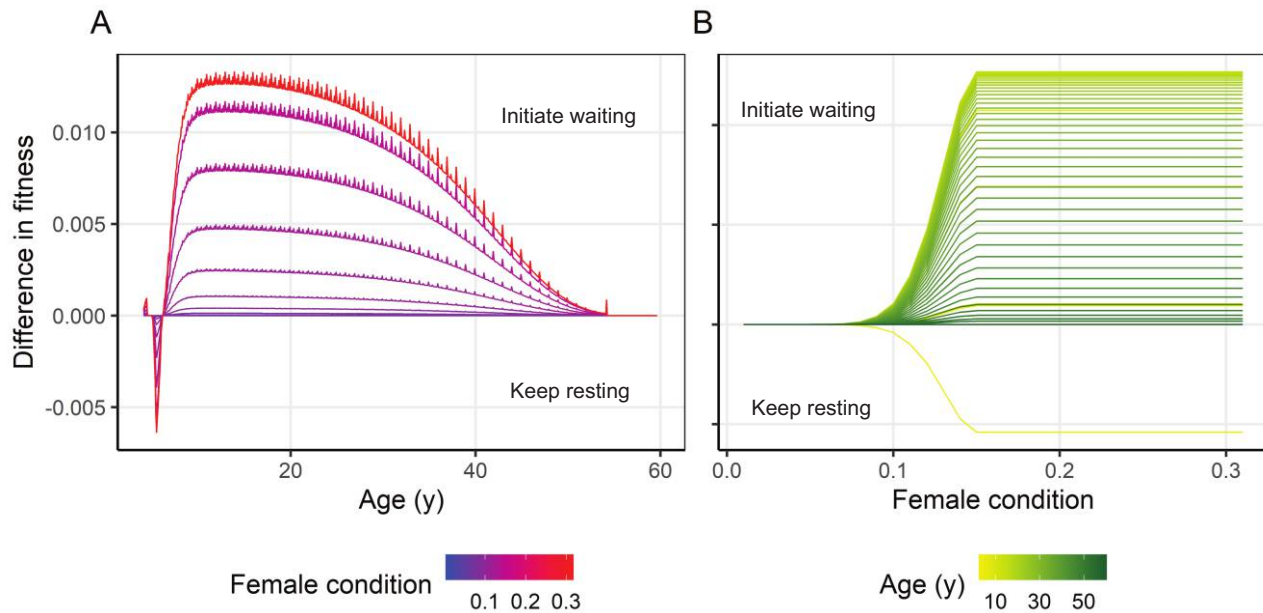 A
B
Difference in fitness
0.010
0.005
0.000
-0.005
Initiate waiting
Keep resting
20
40
60
Age (y)
Initiate waiting
Keep resting
0.0
0.1
0.2
0.3
Female condition
Female condition
0.1 0.2 0.3
Age (y)
10 30 50